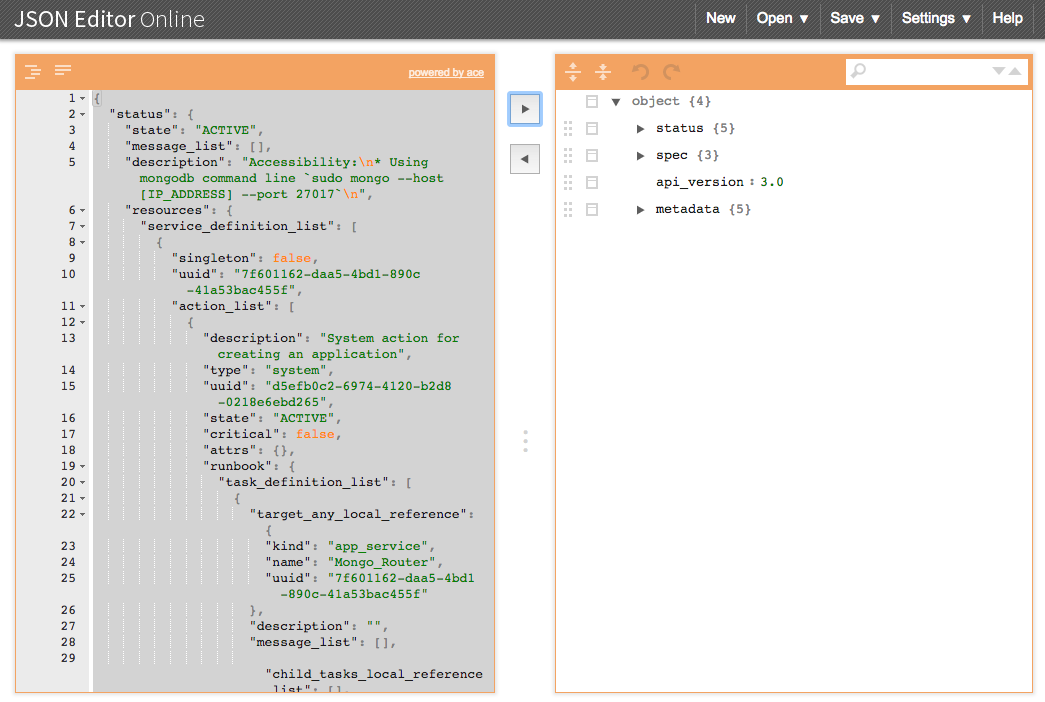 JSON Editor Online
New Open ▼ Save ▼ Settings ▼ Help
powered by ace
1 {
2 "status": {
3 "state": "ACTIVE",
4 "message_list": [],
5 "description": "Accessibility:\n* Using
mongodb command line `sudo mongo --host
[IP_ADDRESS] --port 27017`\n",
6 "resources": {
7 "service_definition_list": [
8 {
9 "singleton": false,
10 "uuid": "7f601162-daa5-4bd1-890c
-41a53bac455f",
11 "action_list": [
12 {
13 "description": "System action for
creating an application",
14 "type": "system",
15 "uuid": "d5efb0c2-6974-4120-b2d8
-0218e6ebd265",
16 "state": "ACTIVE",
17 "critical": false,
18 "attrs": {},
19 "runbook": {
20 "task_definition_list": [
21 {
22 "target_any_local_reference":
{
23 "kind": "app_service",
24 "name": "Mongo_Router",
25 "uuid": "7f601162-daa5-4bd1
-890c-41a53bac455f"
26 },
27 "description": "",
28 "message_list": [],
29
"child_tasks_local_reference
_list": [],
▼ object {4}
► status {5}
► spec {3}
api_version : 3.0
► metadata {5}